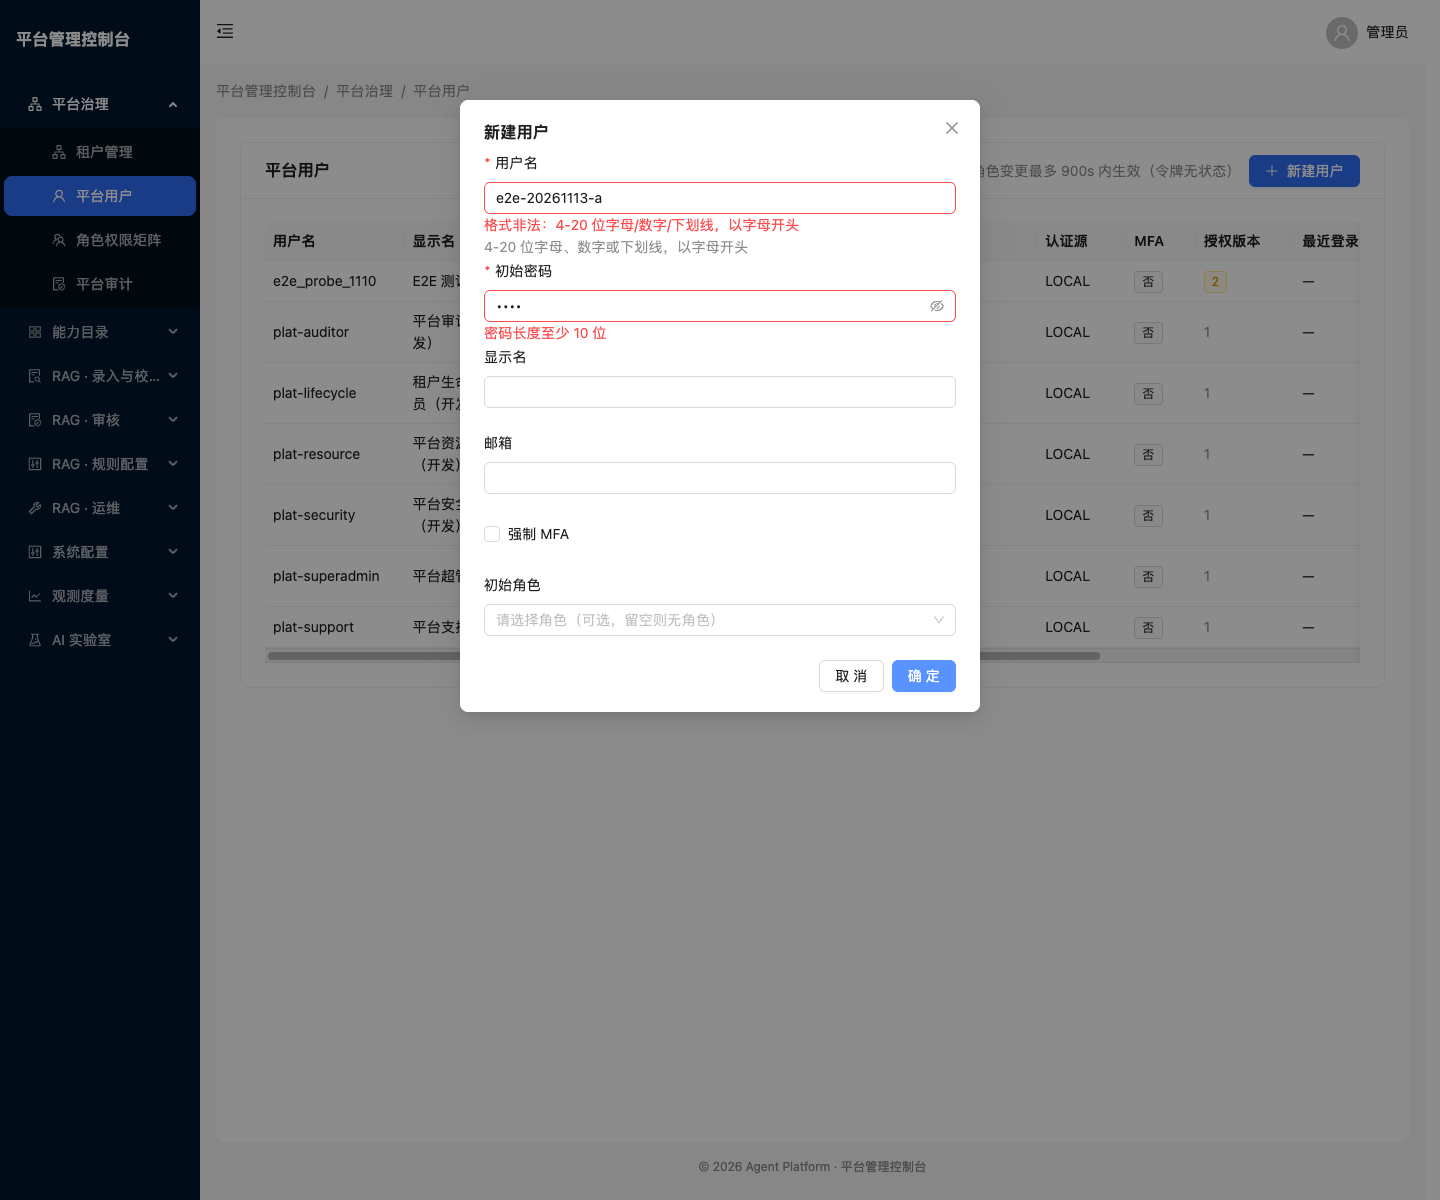 平台管理控制台
管理员
平台治理
租户管理
平台用户
角色权限矩阵
平台审计
能力目录
RAG · 录入与校...
RAG · 审核
RAG · 规则配置
RAG · 运维
系统配置
观测度量
AI 实验室
平台管理控制台 / 平台治理 / 平台用户
平台用户
角色变更最多 900s 内生效（令牌无状态）
新建用户
用户名 显示名 认证源 MFA 授权版本 最近登录
e2e_probe_1110 E2E 测试 LOCAL 否 2
plat-auditor 平台审计 发） LOCAL 否 1 —
plat-lifecycle 租户生命 员（开发 LOCAL 否 1 —
plat-resource 平台资源 （开发） LOCAL 否 1 —
plat-security 平台安全 （开发） LOCAL 否 1 —
plat-superadmin 平台超管 LOCAL 否 1 —
plat-support 平台支持 LOCAL 否 1 —
新建用户
* 用户名
e2e-20261113-a
格式非法：4-20 位字母/数字/下划线，以字母开头
4-20 位字母、数字或下划线，以字母开头
* 初始密码
••••
密码长度至少 10 位
显示名
邮箱
强制 MFA
初始角色
请选择角色（可选，留空则无角色）
取 消
确 定
© 2026 Agent Platform · 平台管理控制台